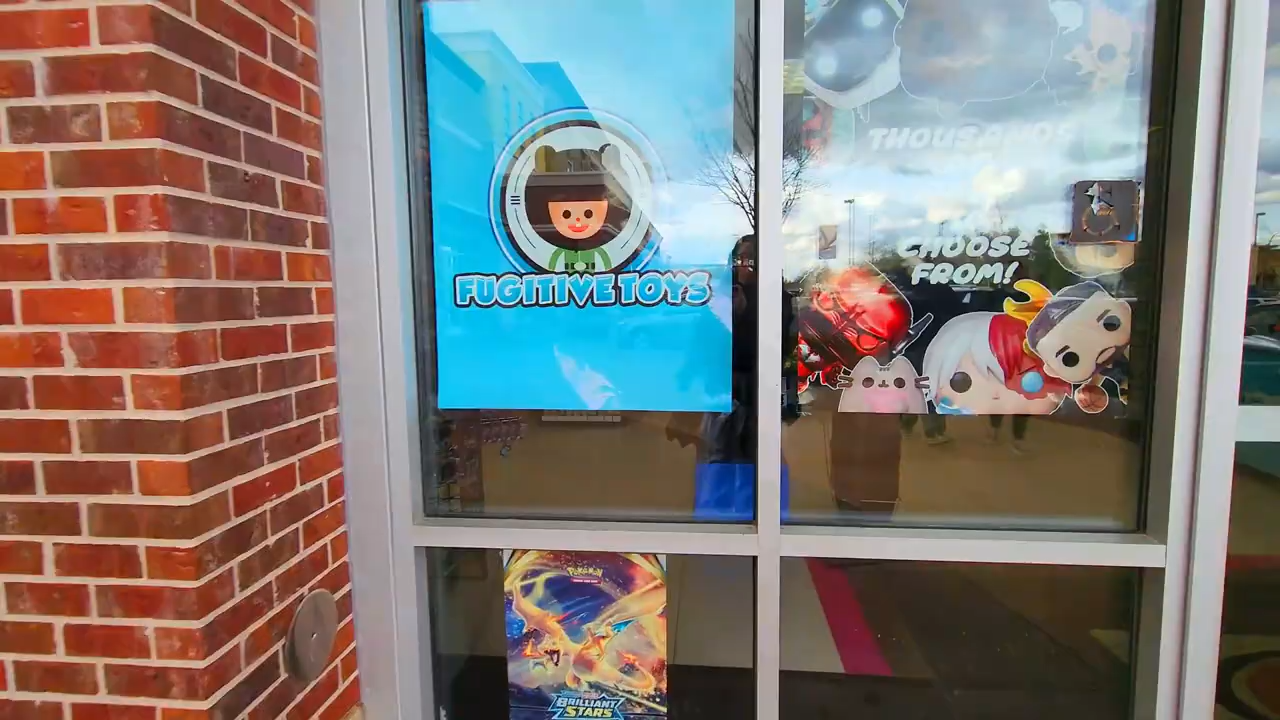 FUGITIVE TOYS
THOUSANDS
CHOOSE
FROM!
POKÉMON
BRILLIANT
STARS